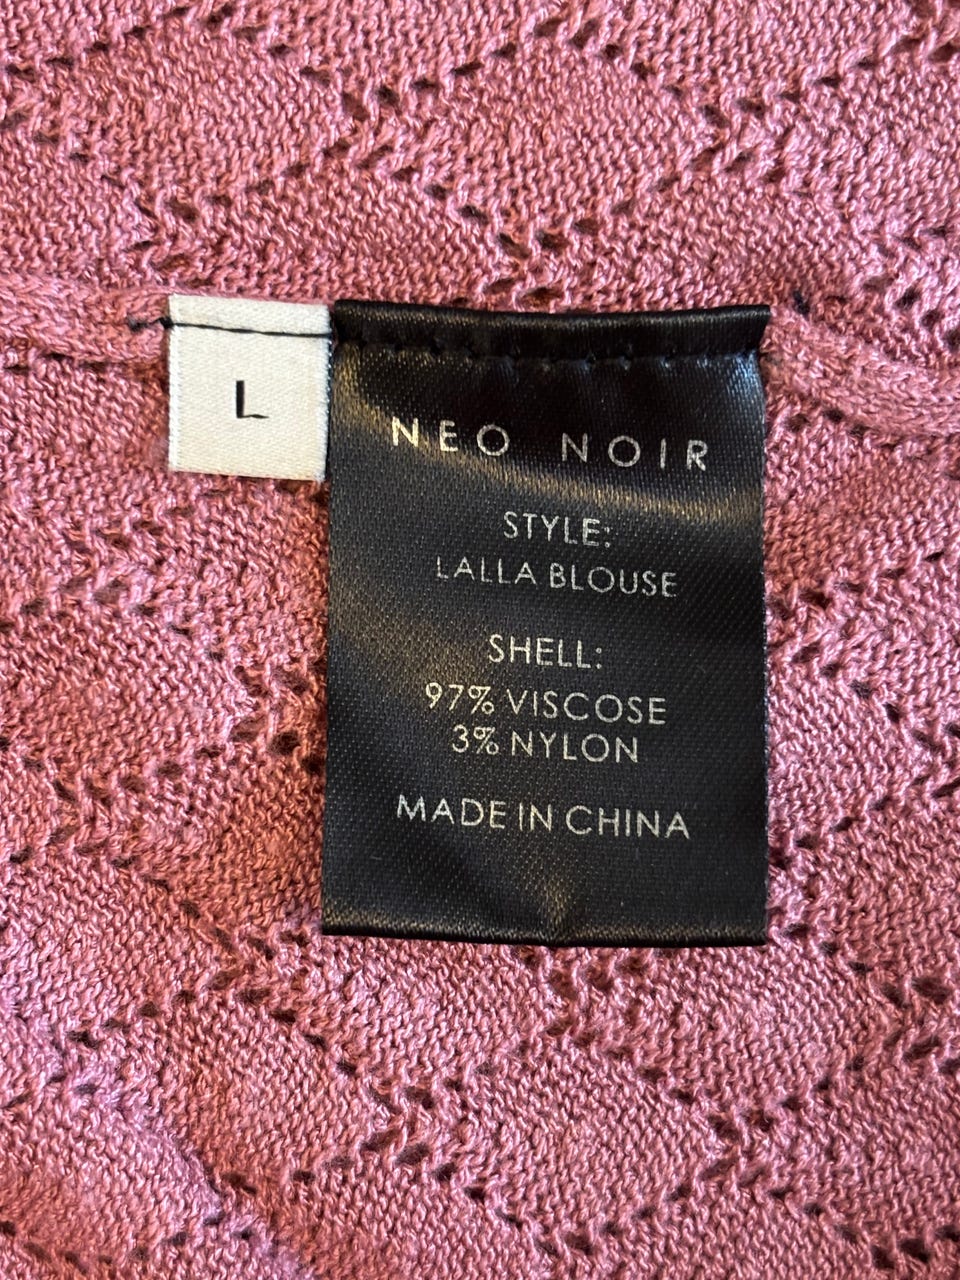 L
NEO NOIR
STYLE:
LALLA BLOUSE
SHELL:
97% VISCOSE
3% NYLON
MADE IN CHINA